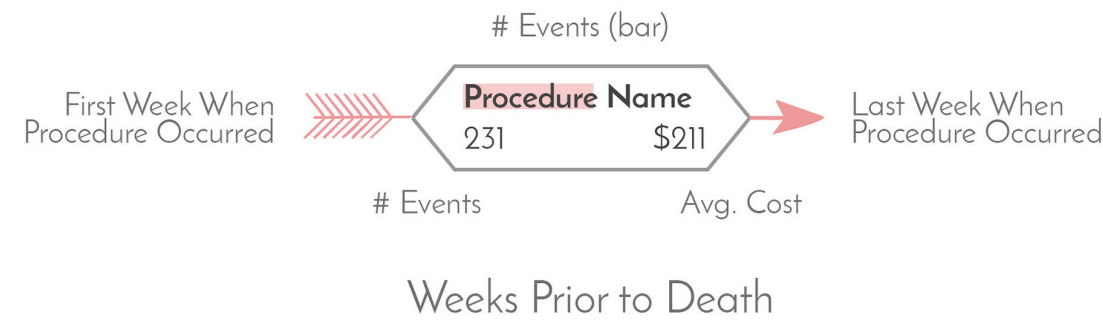 # Events (bar)
First Week When
Procedure Occurred
Procedure Name
231 $211
Last Week When
Procedure Occurred
# Events
Avg. Cost
Weeks Prior to Death